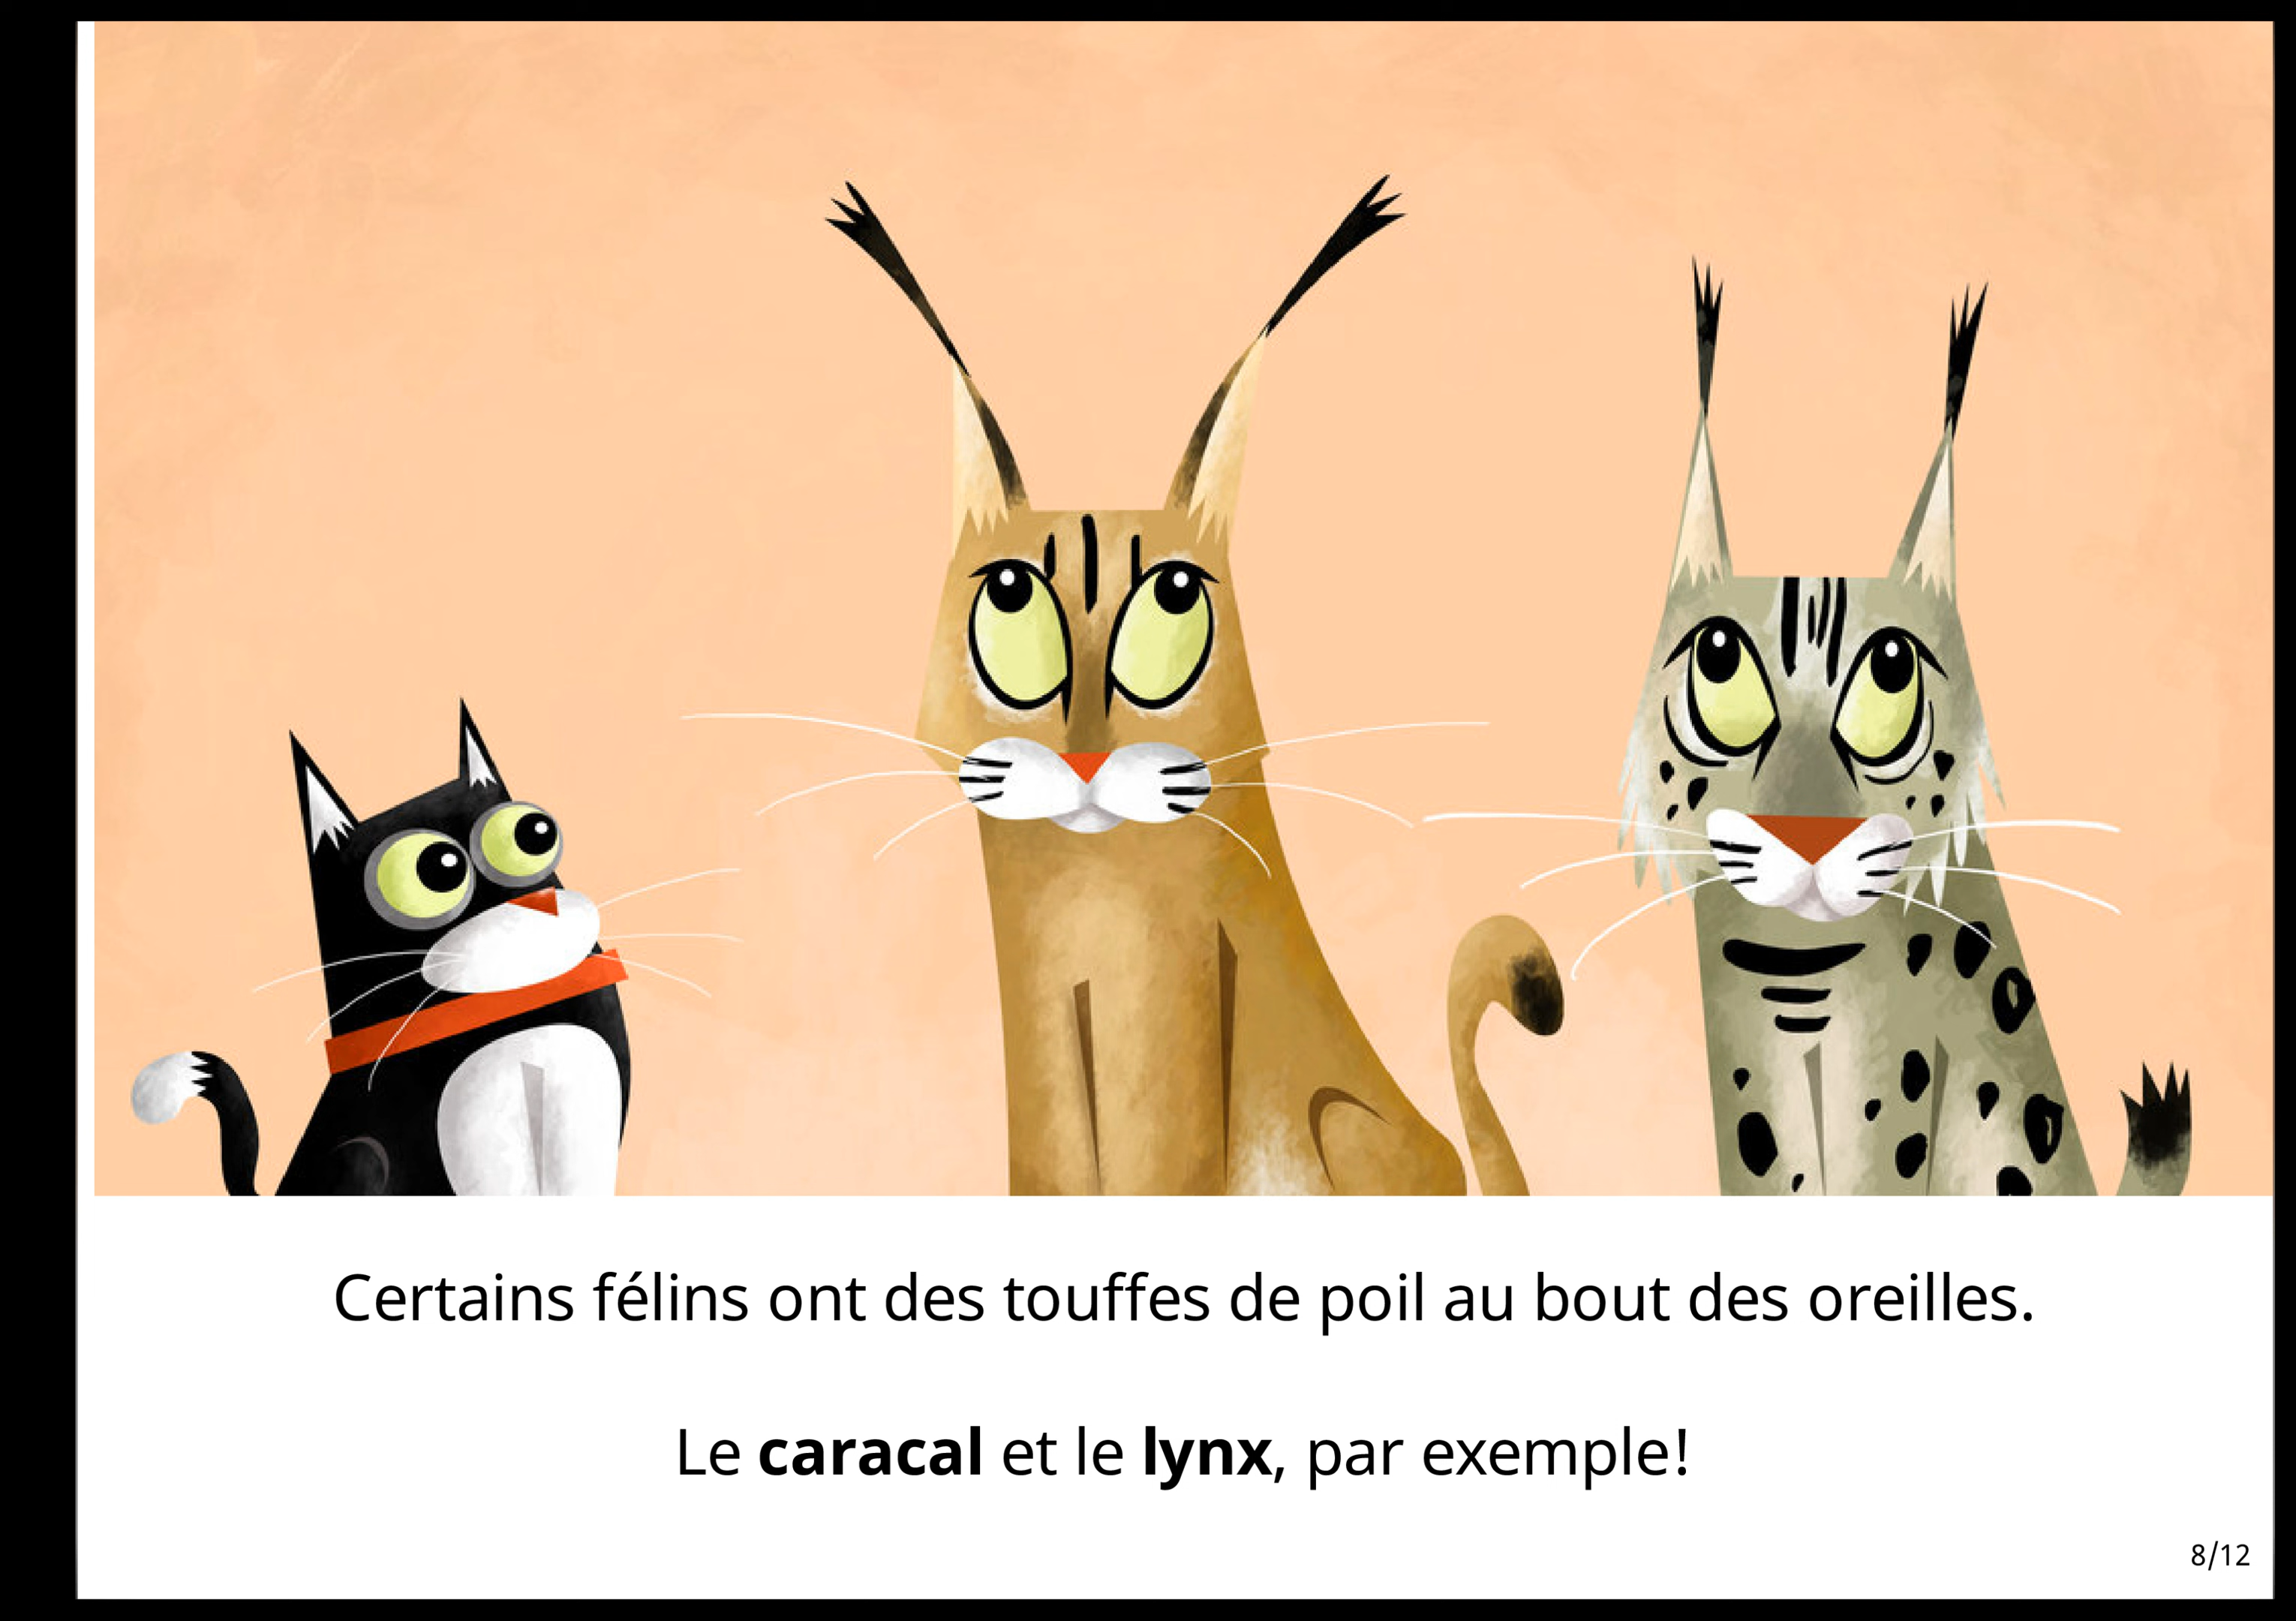 Certains félins ont des touffes de poil au bout des oreilles.
Le caracal et le lynx, par exemple!
8/12